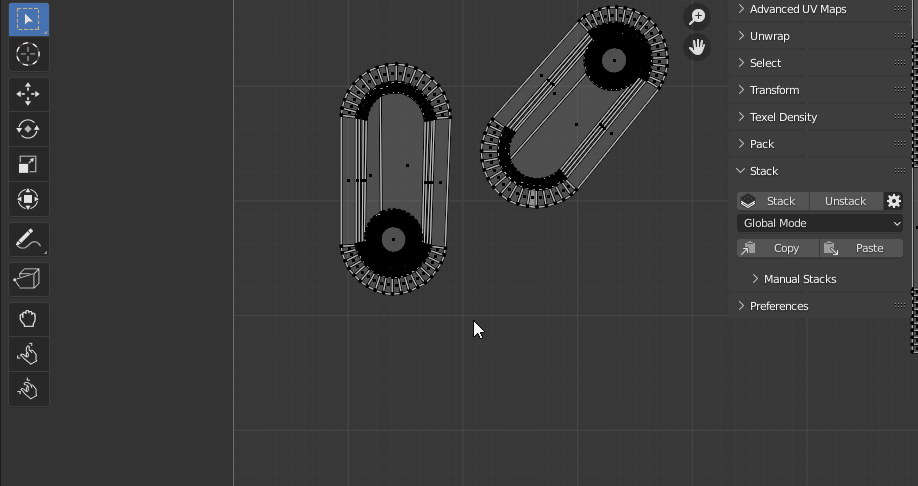 Advanced UV Maps
Unwrap
Select
Transform
Texel Density
Pack
Stack
Stack
Unstack
Global Mode
Copy
Paste
Manual Stacks
Preferences